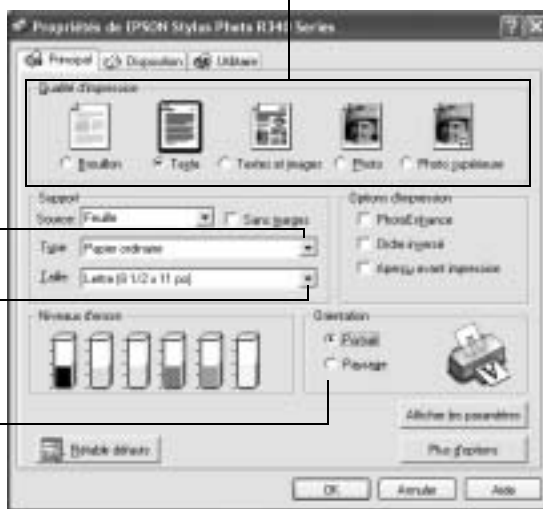 Propriétés de EPSON Stylus Photo R340 Series
Principal Disposition Utilitaire
Qualité d'impression
Brouillon Texte Textes et images Photo Photo supérieure
Support
Source Feuille Sans marges
Type Papier ordinaire
Taille Lettre (8 1/2 x 11 po)
Options d'impression
PhotoEnhance
Ordre inversé
Aperçu avant impression
Niveaux d'encre
Orientation
Portrait
Paysage
Rétablir défauts
Afficher les paramètres
Plus d'options
OK Annuler Aide